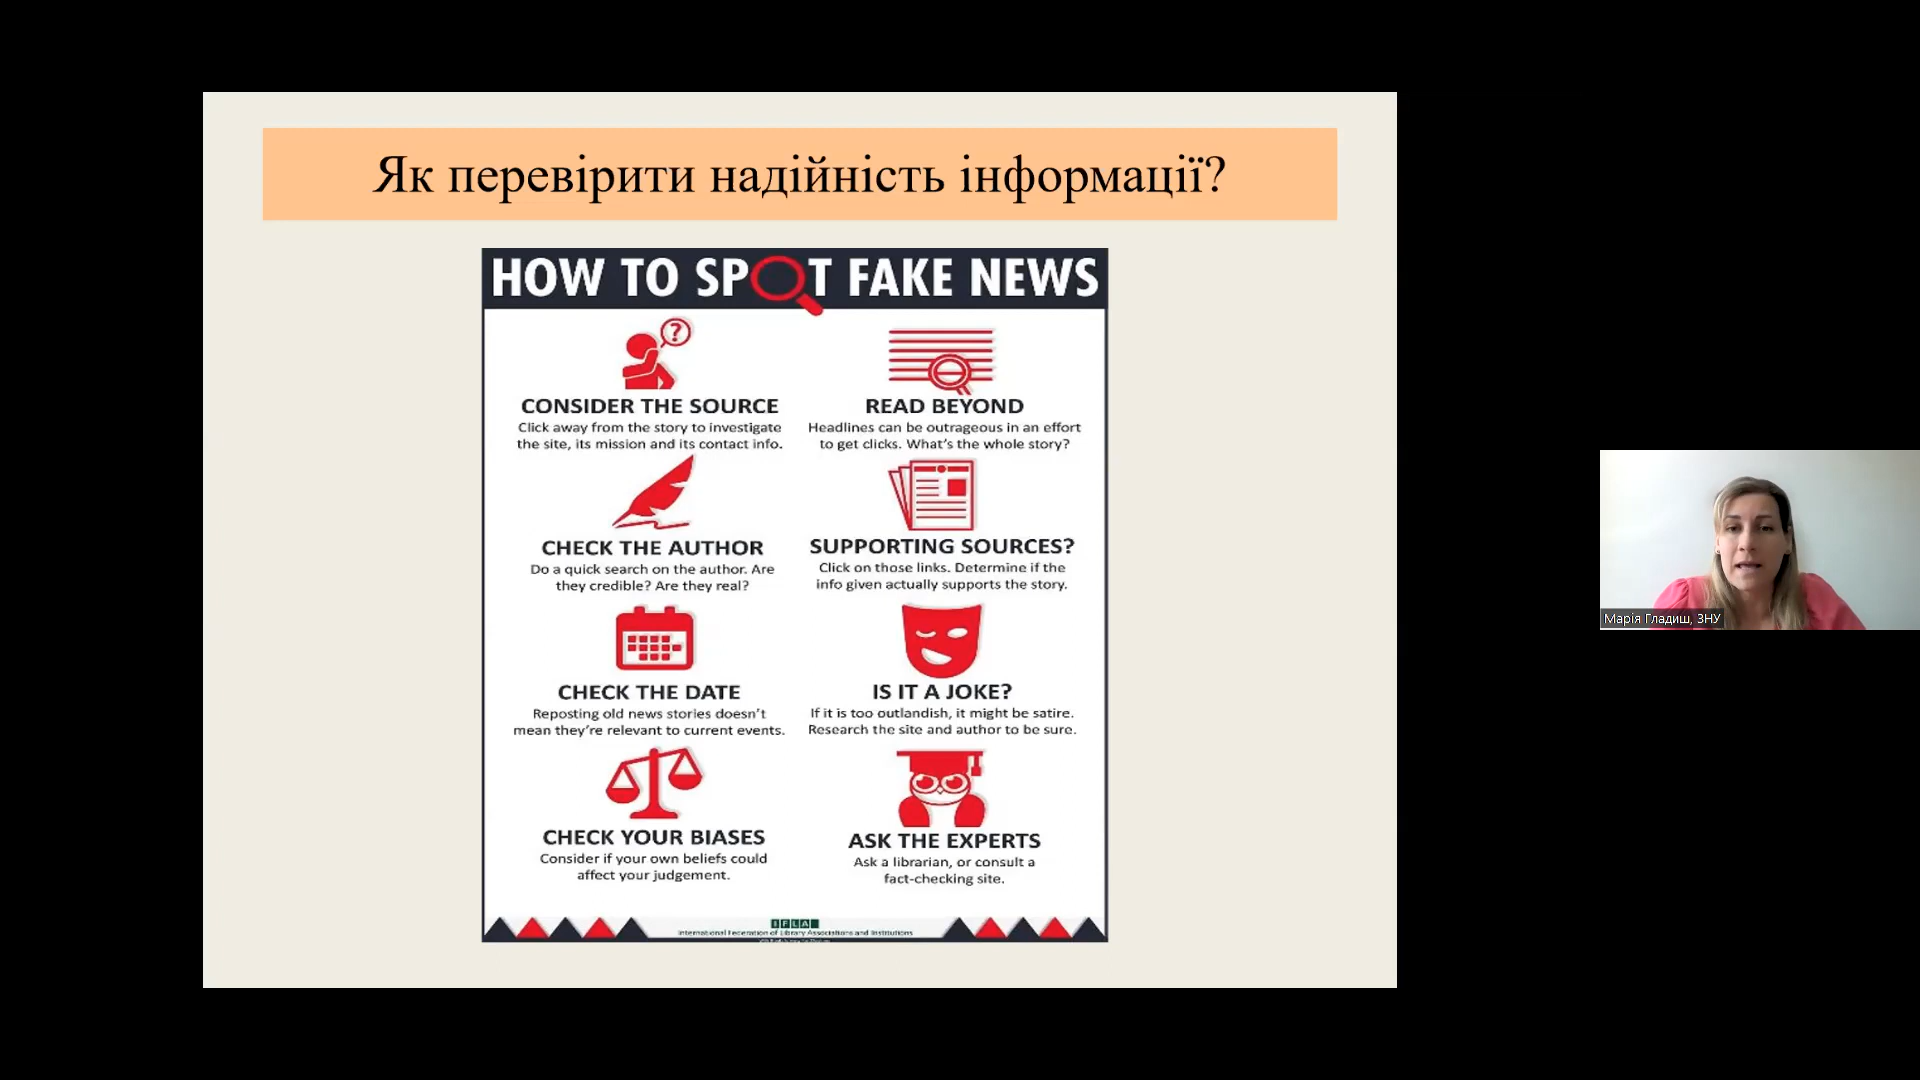 Як перевірити надійність інформації?
HOW TO SPOT FAKE NEWS
?
CONSIDER THE SOURCE
Click away from the story to investigate
the site, its mission and its contact info.
READ BEYOND
Headlines can be outrageous in an effort
to get clicks. What's the whole story?
CHECK THE AUTHOR
Do a quick search on the author. Are
they credible? Are they real?
SUPPORTING SOURCES?
Click on those links. Determine if the
info given actually supports the story.
CHECK THE DATE
Reposting old news stories doesn't
mean they're relevant to current events.
IS IT A JOKE?
If it is too outlandish, it might be satire.
Research the site and author to be sure.
CHECK YOUR BIASES
Consider if your own beliefs could
affect your judgement.
ASK THE EXPERTS
Ask a librarian, or consult a
fact-checking site.
IFLA
International Federation of Library Associations and Institutions
Марія Гладиш, ЗНУ